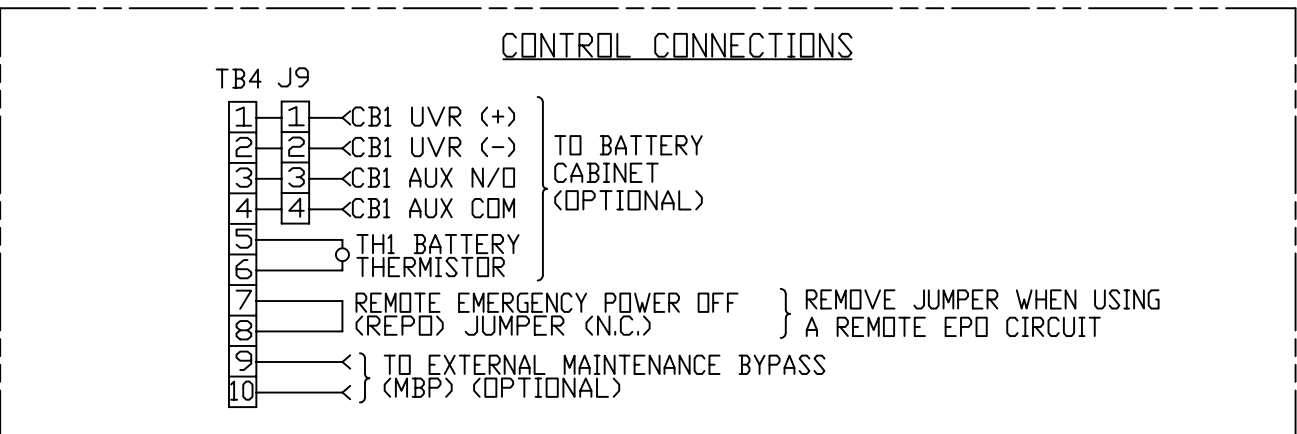 CONTROL CONNECTIONS
TB4 J9
1 1 CB1 UVR (+)
2 2 CB1 UVR (-)
3 3 CB1 AUX N/O
4 4 CB1 AUX COM
TO BATTERY
CABINET
(OPTIONAL)
5 TH1 BATTERY
6 THERMISTOR
7 REMOTE EMERGENCY POWER OFF
8 (REPO) JUMPER (N.C.)
REMOVE JUMPER WHEN USING
A REMOTE EPO CIRCUIT
9 TO EXTERNAL MAINTENANCE BYPASS
10 (MBP) (OPTIONAL)